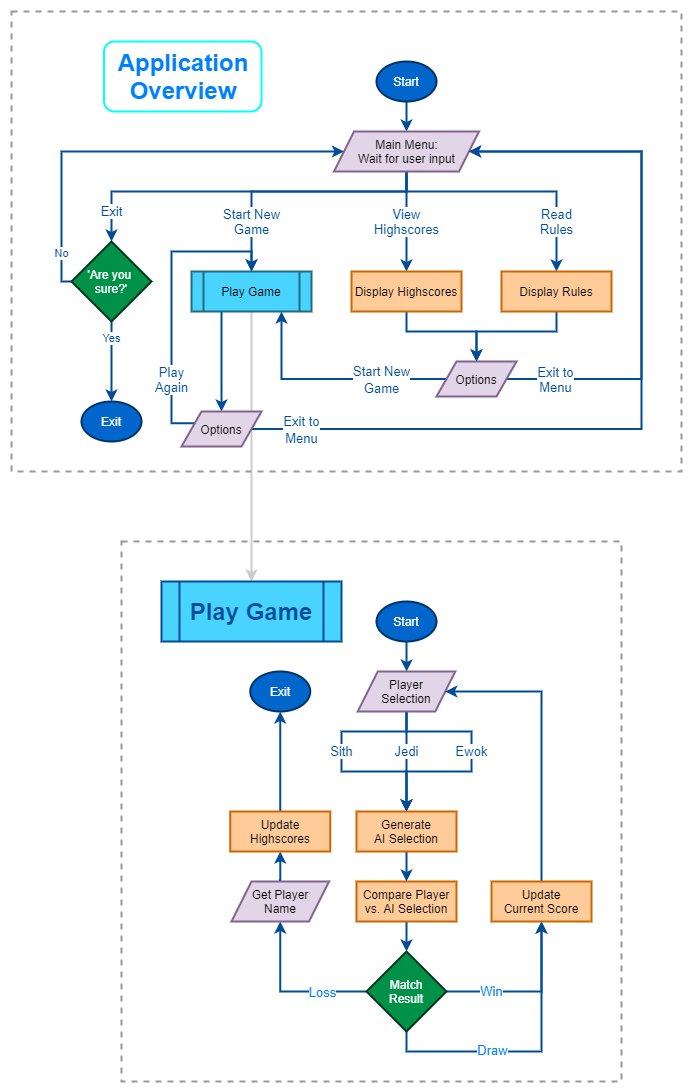 Application
Overview
Start
Main Menu:
Wait for user input
Exit
Start New
Game
View
Highscores
Read
Rules
No
'Are you
sure?'
Play Game
Display Highscores
Display Rules
Yes
Play
Again
Start New
Game
Options
Exit to
Menu
Exit
Options
Exit to
Menu
Play Game
Start
Exit
Player
Selection
Sith
Jedi
Ewok
Update
Highscores
Generate
AI Selection
Get Player
Name
Compare Player
vs. AI Selection
Update
Current Score
Match
Result
Loss
Win
Draw